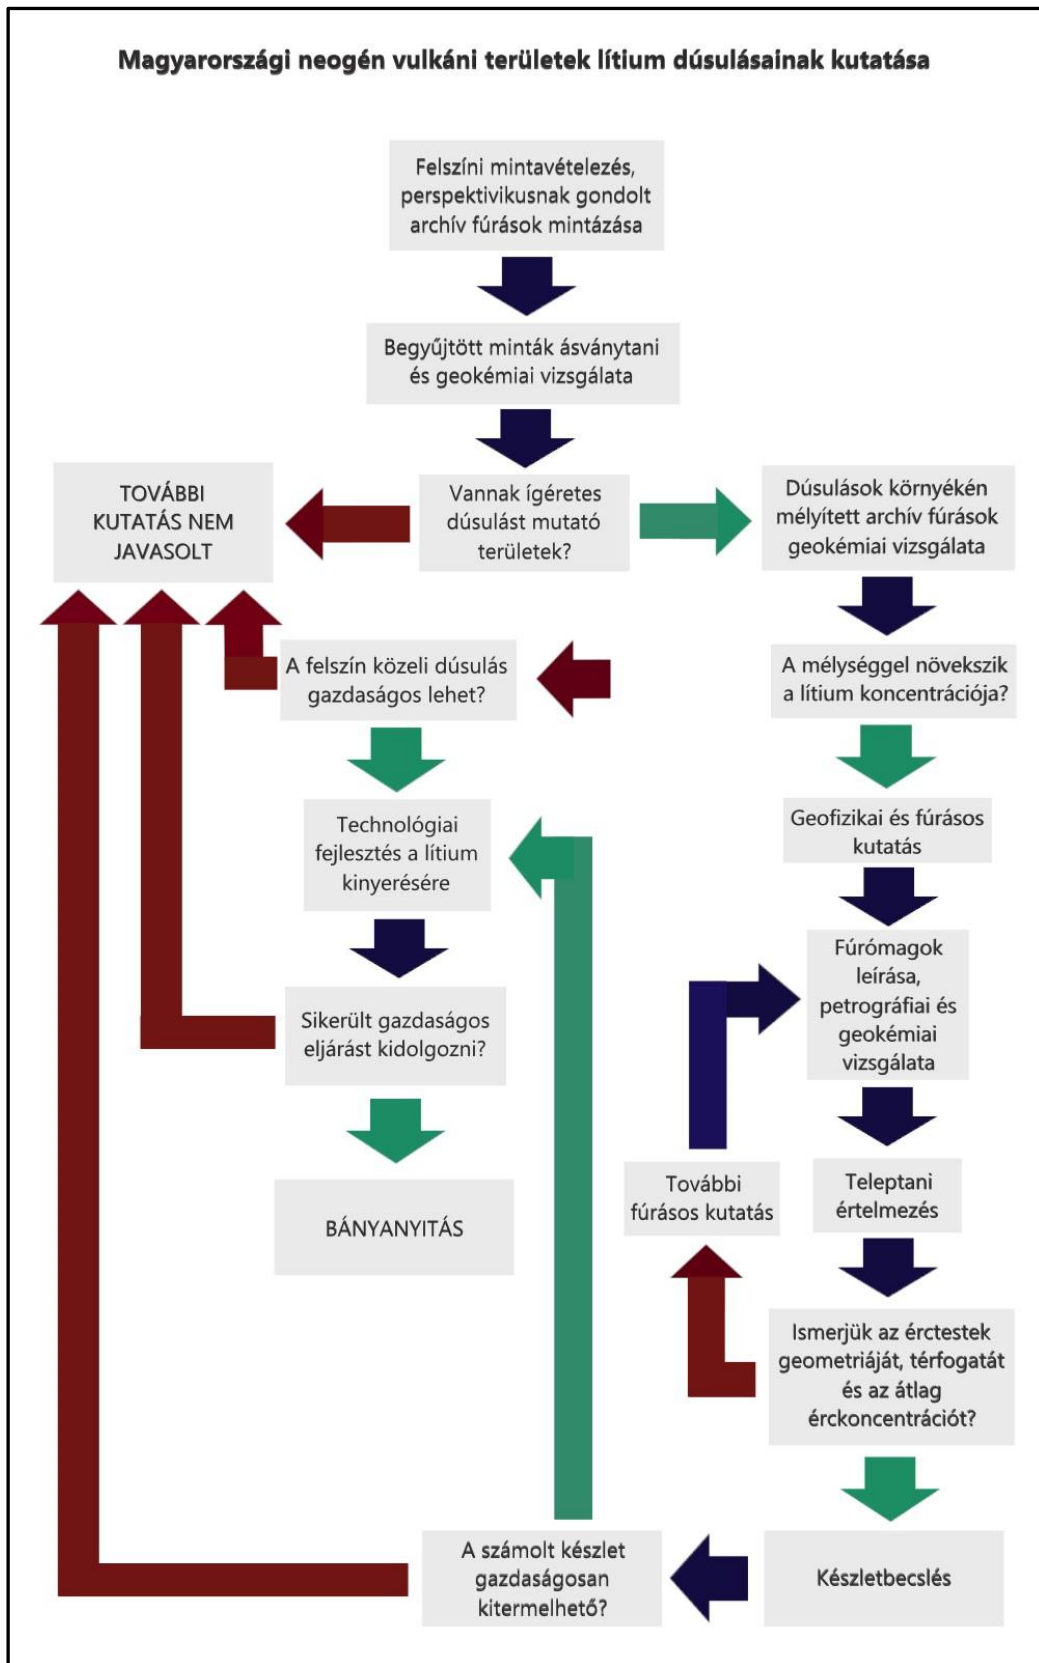 Magyarországi neogén vulkáni területek lítium dúsulásainak kutatása
Felszíni mintavételezés,
perspektivikusnak gondolt
archív fúrások mintázása
Begyűjtött minták ásványtani
és geokémiai vizsgálata
TOVÁBBI
KUTATÁS NEM
JAVASOLT
Vannak ígéretes
dúsulást mutató
területek?
Dúsulások környékén
mélyített archív fúrások
geokémiai vizsgálata
A felszín közeli dúsulás
gazdaságos lehet?
A mélységgel növekszik
a lítium koncentrációja?
Technológiai
fejlesztés a lítium
kinyerésére
Geofizikai és fúrásos
kutatás
Sikerült gazdaságos
eljárást kidolgozni?
Fúrómagok
leírása,
petrográfiai és
geokémiai
vizsgálata
BÁNYANYITÁS
További
fúrásos kutatás
Teleptani
értelmezés
Ismerjük az érctestek
geometriáját, térfogatát
és az átlag
érckoncentrációt?
A számolt készlet
gazdaságosan
kitermelhető?
Készletbecslés